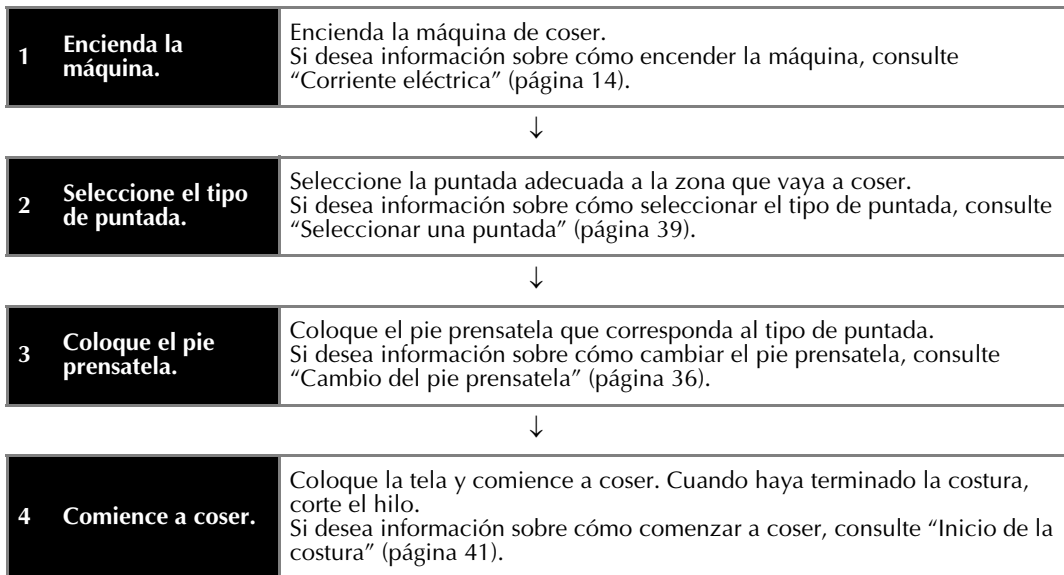 1 Encienda la
máquina.
Encienda la máquina de coser.
Si desea información sobre cómo encender la máquina, consulte
“Corriente eléctrica” (página 14).
↓
2 Seleccione el tipo
de puntada.
Seleccione la puntada adecuada a la zona que vaya a coser.
Si desea información sobre cómo seleccionar el tipo de puntada, consulte
“Seleccionar una puntada” (página 39).
↓
3 Coloque el pie
prensatela.
Coloque el pie prensatela que corresponda al tipo de puntada.
Si desea información sobre cómo cambiar el pie prensatela, consulte
“Cambio del pie prensatela” (página 36).
↓
4 Comience a coser.
Coloque la tela y comience a coser. Cuando haya terminado la costura,
corte el hilo.
Si desea información sobre cómo comenzar a coser, consulte “Inicio de la
costura” (página 41).